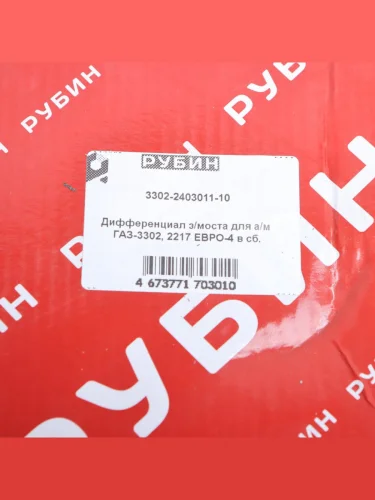 РУБИН
РУБИН
РУБИН
3302-2403011-10
Дифференциал з/моста для а/м
ГАЗ-3302, 2217 ЕВРО-4 в сб.
4 673771 703010
РУБИН
РУБИН